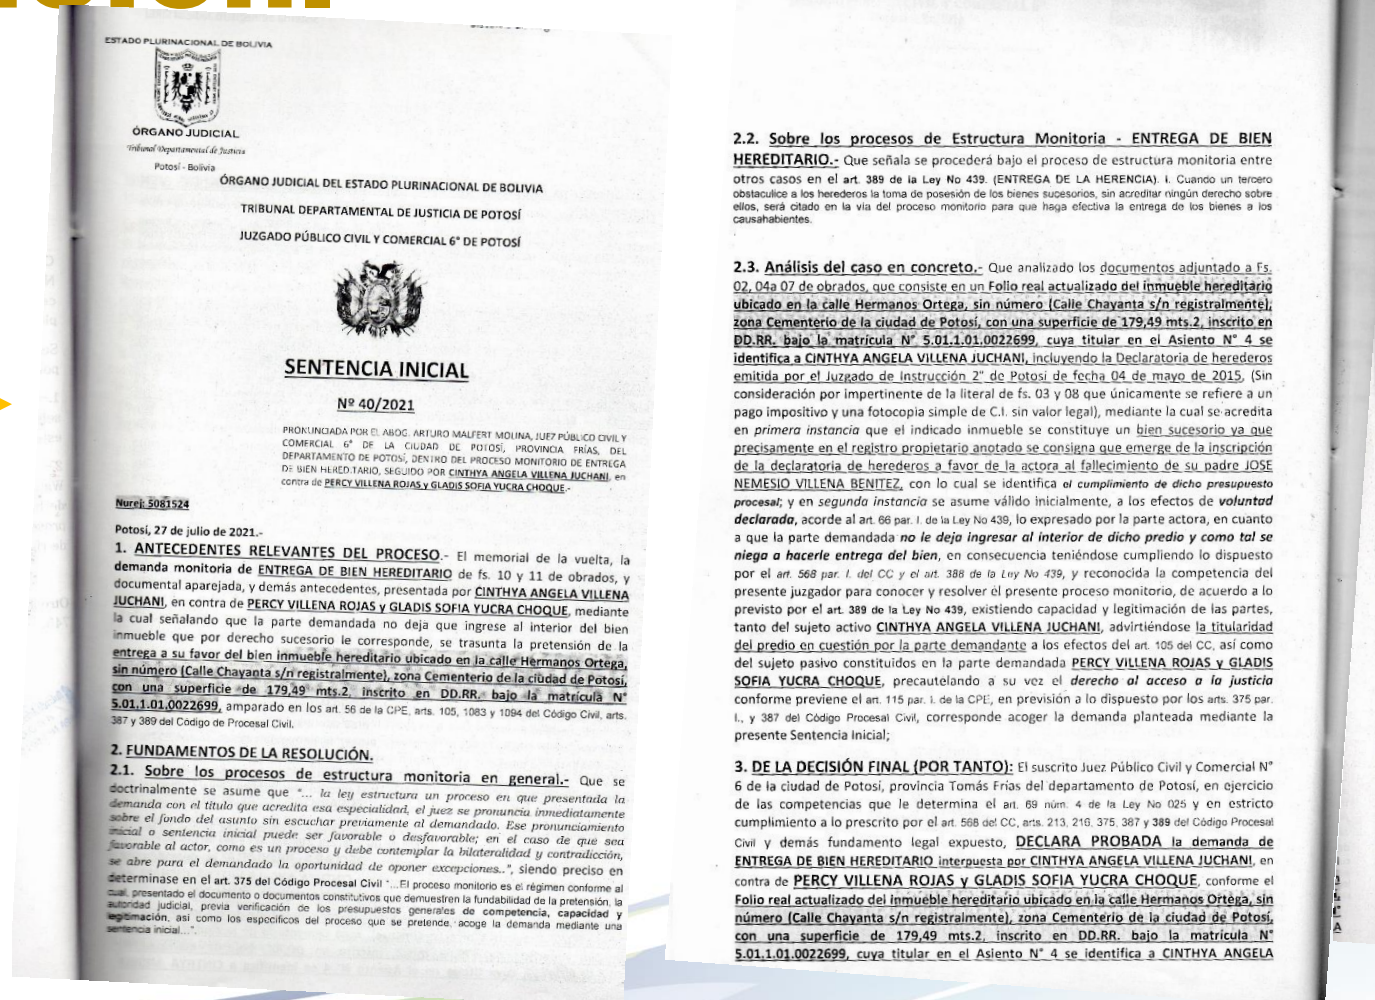 ESTADO PLURINACIONAL DE BOLIVIA
ÓRGANO JUDICIAL
Tribunal Departamental de Justicia
Potosí - Bolivia
ÓRGANO JUDICIAL DEL ESTADO PLURINACIONAL DE BOLIVIA
TRIBUNAL DEPARTAMENTAL DE JUSTICIA DE POTOSÍ
JUZGADO PÚBLICO CIVIL Y COMERCIAL 6° DE POTOSÍ
SENTENCIA INICIAL
Nº 40/2021
PRONUNCIADA POR EL ABOG. ARTURO MALFERT MOLINA, JUEZ PÚBLICO CIVIL Y
COMERCIAL 6° DE LA CIUDAD DE POTOSÍ, PROVINCIA FRÍAS, DEL
DEPARTAMENTO DE POTOSÍ, DENTRO DEL PROCESO MONITORIO DE ENTREGA
DE BIEN HEREDITARIO, SEGUIDO POR CINTHYA ANGELA VILLENA JUCHANI, en
contra de PERCY VILLENA ROJAS y GLADIS SOFIA YUCRA CHOQUE.-
Nurej: 5081524
Potosí, 27 de julio de 2021.-
1. ANTECEDENTES RELEVANTES DEL PROCESO.- El memorial de la vuelta, la
demanda monitoria de ENTREGA DE BIEN HEREDITARIO de fs. 10 y 11 de obrados, y
documental aparejada, y demás antecedentes, presentada por CINTHYA ANGELA VILLENA
JUCHANI, en contra de PERCY VILLENA ROJAS y GLADIS SOFIA YUCRA CHOQUE, mediante
la cual señalando que la parte demandada no deja que ingrese al interior del bien
inmueble que por derecho sucesorio le corresponde, se trasunta la pretensión de la
entrega a su favor del bien inmueble hereditario ubicado en la calle Hermanos Ortega,
sin número (Calle Chayanta s/n registralmente), zona Cementerio de la ciudad de Potosí,
con una superficie de 179,49 mts.2, inscrito en DD.RR. bajo la matrícula N°
5.01.1.01.0022699, amparado en los art. 56 de la CPE, arts. 105, 1083 y 1094 del Código Civil, arts.
387 y 389 del Código de Procesal Civil.
2. FUNDAMENTOS DE LA RESOLUCIÓN.
2.1. Sobre los procesos de estructura monitoria en general.- Que se
doctrinalmente se asume que "... la ley estructura un proceso en que presentada la
demanda con el título que acredita esa especialidad, el juez se pronuncia inmediatamente
sobre el fondo del asunto sin escuchar previamente al demandado. Ese pronunciamiento
inicial o sentencia inicial puede ser favorable o desfavorable; en el caso de que sea
favorable al actor, como es un proceso y debe contemplar la bilateralidad y contradicción,
se abre para el demandado la oportunidad de oponer excepciones..", siendo preciso en
determinase en el art. 375 del Código Procesal Civil "...El proceso monitorio es el régimen conforme al
cual, presentado el documento o documentos constitutivos que demuestren la fundabilidad de la pretensión, la
autoridad judicial, previa verificación de los presupuestos generales de competencia, capacidad y
legitimación, así como los específicos del proceso que se pretende, acoge la demanda mediante una
sentencia inicial...".
2.2. Sobre los procesos de Estructura Monitoria - ENTREGA DE BIEN
HEREDITARIO.- Que señala se procederá bajo el proceso de estructura monitoria entre
otros casos en el art. 389 de la Ley No 439. (ENTREGA DE LA HERENCIA). I. Cuando un tercero
obstaculice a los herederos la toma de posesión de los bienes sucesorios, sin acreditar ningún derecho sobre
ellos, será citado en la vía del proceso monitorio para que haga efectiva la entrega de los bienes a los
causahabientes.
2.3. Análisis del caso en concreto.- Que analizado los documentos adjuntado a Fs.
02, 04a 07 de obrados, que consiste en un Folio real actualizado del inmueble hereditario
ubicado en la calle Hermanos Ortega, sin número (Calle Chayanta s/n registralmente),
zona Cementerio de la ciudad de Potosí, con una superficie de 179,49 mts.2, inscrito en
DD.RR. bajo la matrícula N° 5.01.1.01.0022699, cuya titular en el Asiento N° 4 se
identifica a CINTHYA ANGELA VILLENA JUCHANI, incluyendo la Declaratoria de herederos
emitida por el Juzgado de Instrucción 2° de Potosí de fecha 04 de mayo de 2015, (Sin
consideración por impertinente de la literal de fs. 03 y 08 que únicamente se refiere a un
pago impositivo y una fotocopia simple de C.I. sin valor legal), mediante la cual se acredita
en primera instancia que el indicado inmueble se constituye un bien sucesorio ya que
precisamente en el registro propietario anotado se consigna que emerge de la inscripción
de la declaratoria de herederos a favor de la actora al fallecimiento de su padre JOSE
NEMESIO VILLENA BENITEZ, con lo cual se identifica el cumplimiento de dicho presupuesto
procesal; y en segunda instancia se asume válido inicialmente, a los efectos de voluntad
declarada, acorde al art. 66 par. I. de la Ley No 439, lo expresado por la parte actora, en cuanto
a que la parte demandada no le deja ingresar al interior de dicho predio y como tal se
niega a hacerle entrega del bien, en consecuencia teniéndose cumpliendo lo dispuesto
por el art. 568 par. I. del CC y el art. 388 de la Ley No 439, y reconocida la competencia del
presente juzgador para conocer y resolver el presente proceso monitorio, de acuerdo a lo
previsto por el art. 389 de la Ley No 439, existiendo capacidad y legitimación de las partes,
tanto del sujeto activo CINTHYA ANGELA VILLENA JUCHANI, advirtiéndose la titularidad
del predio en cuestión por la parte demandante a los efectos del art. 105 del CC, así como
del sujeto pasivo constituidos en la parte demandada PERCY VILLENA ROJAS y GLADIS
SOFIA YUCRA CHOQUE, precautelando a su vez el derecho al acceso a la justicia
conforme previene el art. 115 par. I. de la CPE, en previsión a lo dispuesto por los arts. 375 par.
I., y 387 del Código Procesal Civil, corresponde acoger la demanda planteada mediante la
presente Sentencia Inicial;
3. DE LA DECISIÓN FINAL (POR TANTO): El suscrito Juez Público Civil y Comercial N°
6 de la ciudad de Potosí, provincia Tomás Frías del departamento de Potosí, en ejercicio
de las competencias que le determina el art. 69 núm. 4 de la Ley No 025 y en estricto
cumplimiento a lo prescrito por el art. 568 del CC, arts. 213, 216, 375, 387 y 389 del Código Procesal
Civil y demás fundamento legal expuesto, DECLARA PROBADA la demanda de
ENTREGA DE BIEN HEREDITARIO interpuesta por CINTHYA ANGELA VILLENA JUCHANI, en
contra de PERCY VILLENA ROJAS y GLADIS SOFIA YUCRA CHOQUE, conforme el
Folio real actualizado del inmueble hereditario ubicado en la calle Hermanos Ortega, sin
número (Calle Chayanta s/n registralmente), zona Cementerio de la ciudad de Potosí,
con una superficie de 179,49 mts.2, inscrito en DD.RR. bajo la matrícula N°
5.01.1.01.0022699, cuya titular en el Asiento N° 4 se identifica a CINTHYA ANGELA